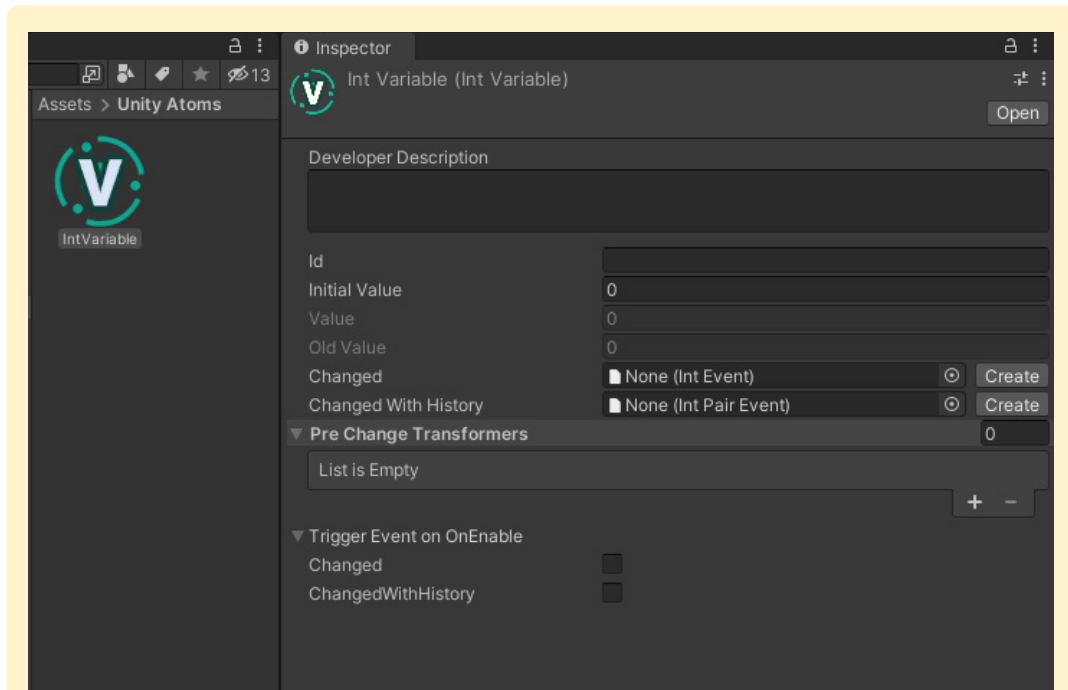 Inspector
13
Assets > Unity Atoms
V
IntVariable
V
Int Variable (Int Variable)
Open
Developer Description
Id
Initial Value 0
Value 0
Old Value 0
Changed None (Int Event) Create
Changed With History None (Int Pair Event) Create
Pre Change Transformers 0
List is Empty
+ −
Trigger Event on OnEnable
Changed
ChangedWithHistory